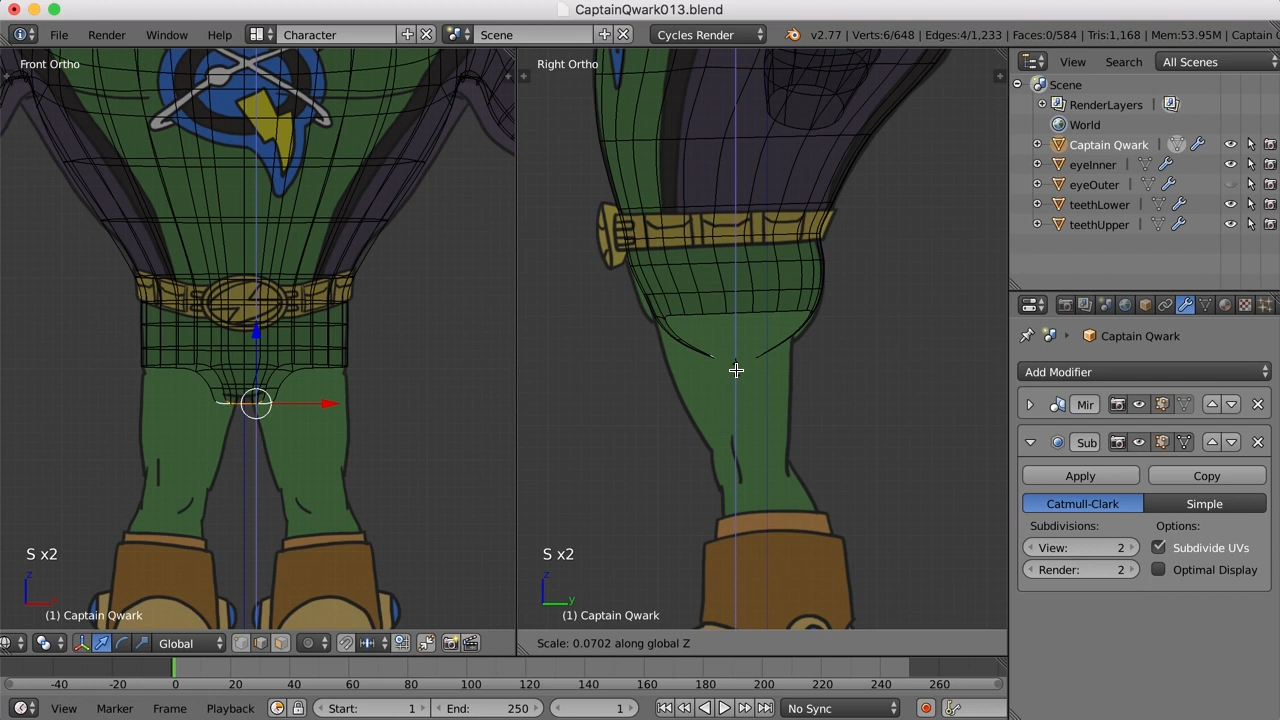 CaptainQwark013.blend
File Render Window Help Character Scene Cycles Render v2.77 | Verts:6/648 | Edges:4/1,233 | Faces:0/584 | Tris:1,168 | Mem:53.95M | Captain
Front Ortho
Right Ortho
View Search All Scenes
Scene
RenderLayers
World
Captain Qwark
eyeInner
eyeOuter
teethLower
teethUpper
Captain Qwark
Add Modifier
Mir
Sub
Apply Copy
Catmull-Clark Simple
Subdivisions: Options:
View: 2 Subdivide UVs
Render: 2 Optimal Display
S x2
S x2
z
z
y
(1) Captain Qwark
(1) Captain Qwark
Global
Scale: 0.0702 along global Z
-40 -20 0 20 40 60 80 100 120 140 160 180 200 220 240 260
View Marker Frame Playback Start: 1 End: 250 1 No Sync